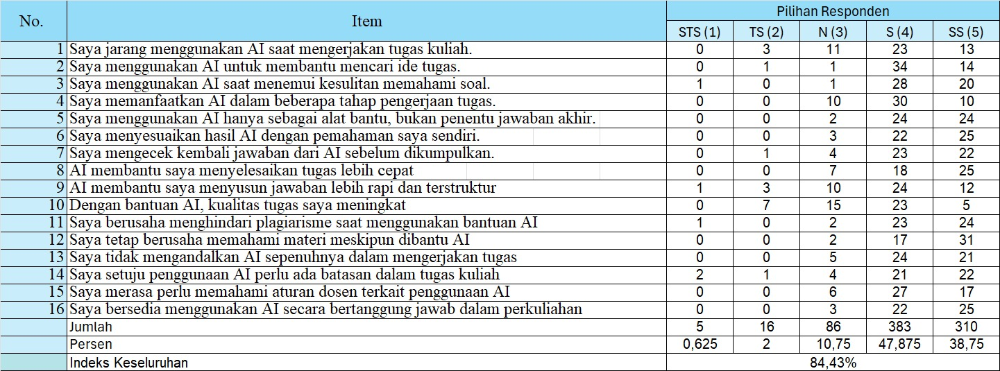 No. Item Pilihan Responden
STS (1) TS (2) N (3) S (4) SS (5)
1 Saya jarang menggunakan AI saat mengerjakan tugas kuliah. 0 3 11 23 13
2 Saya menggunakan AI untuk membantu mencari ide tugas. 0 1 1 34 14
3 Saya menggunakan AI saat menemui kesulitan memahami soal. 1 0 1 28 20
4 Saya memanfaatkan AI dalam beberapa tahap pengerjaan tugas. 0 0 10 30 10
5 Saya menggunakan AI hanya sebagai alat bantu, bukan penentu jawaban akhir. 0 0 2 24 24
6 Saya menyesuaikan hasil AI dengan pemahaman saya sendiri. 0 0 3 22 25
7 Saya mengecek kembali jawaban dari AI sebelum dikumpulkan. 0 1 4 23 22
8 AI membantu saya menyelesaikan tugas lebih cepat 0 0 7 18 25
9 AI membantu saya menyusun jawaban lebih rapi dan terstruktur 1 3 10 24 12
10 Dengan bantuan AI, kualitas tugas saya meningkat 0 7 15 23 5
11 Saya berusaha menghindari plagiarisme saat menggunakan bantuan AI 1 0 2 23 24
12 Saya tetap berusaha memahami materi meskipun dibantu AI 0 0 2 17 31
13 Saya tidak mengandalkan AI sepenuhnya dalam mengerjakan tugas 0 0 5 24 21
14 Saya setuju penggunaan AI perlu ada batasan dalam tugas kuliah 2 1 4 21 22
15 Saya merasa perlu memahami aturan dosen terkait penggunaan AI 0 0 6 27 17
16 Saya bersedia menggunakan AI secara bertanggung jawab dalam perkuliahan 0 0 3 22 25
Jumlah 5 16 86 383 310
Persen 0,625 2 10,75 47,875 38,75
Indeks Keseluruhan 84,43%